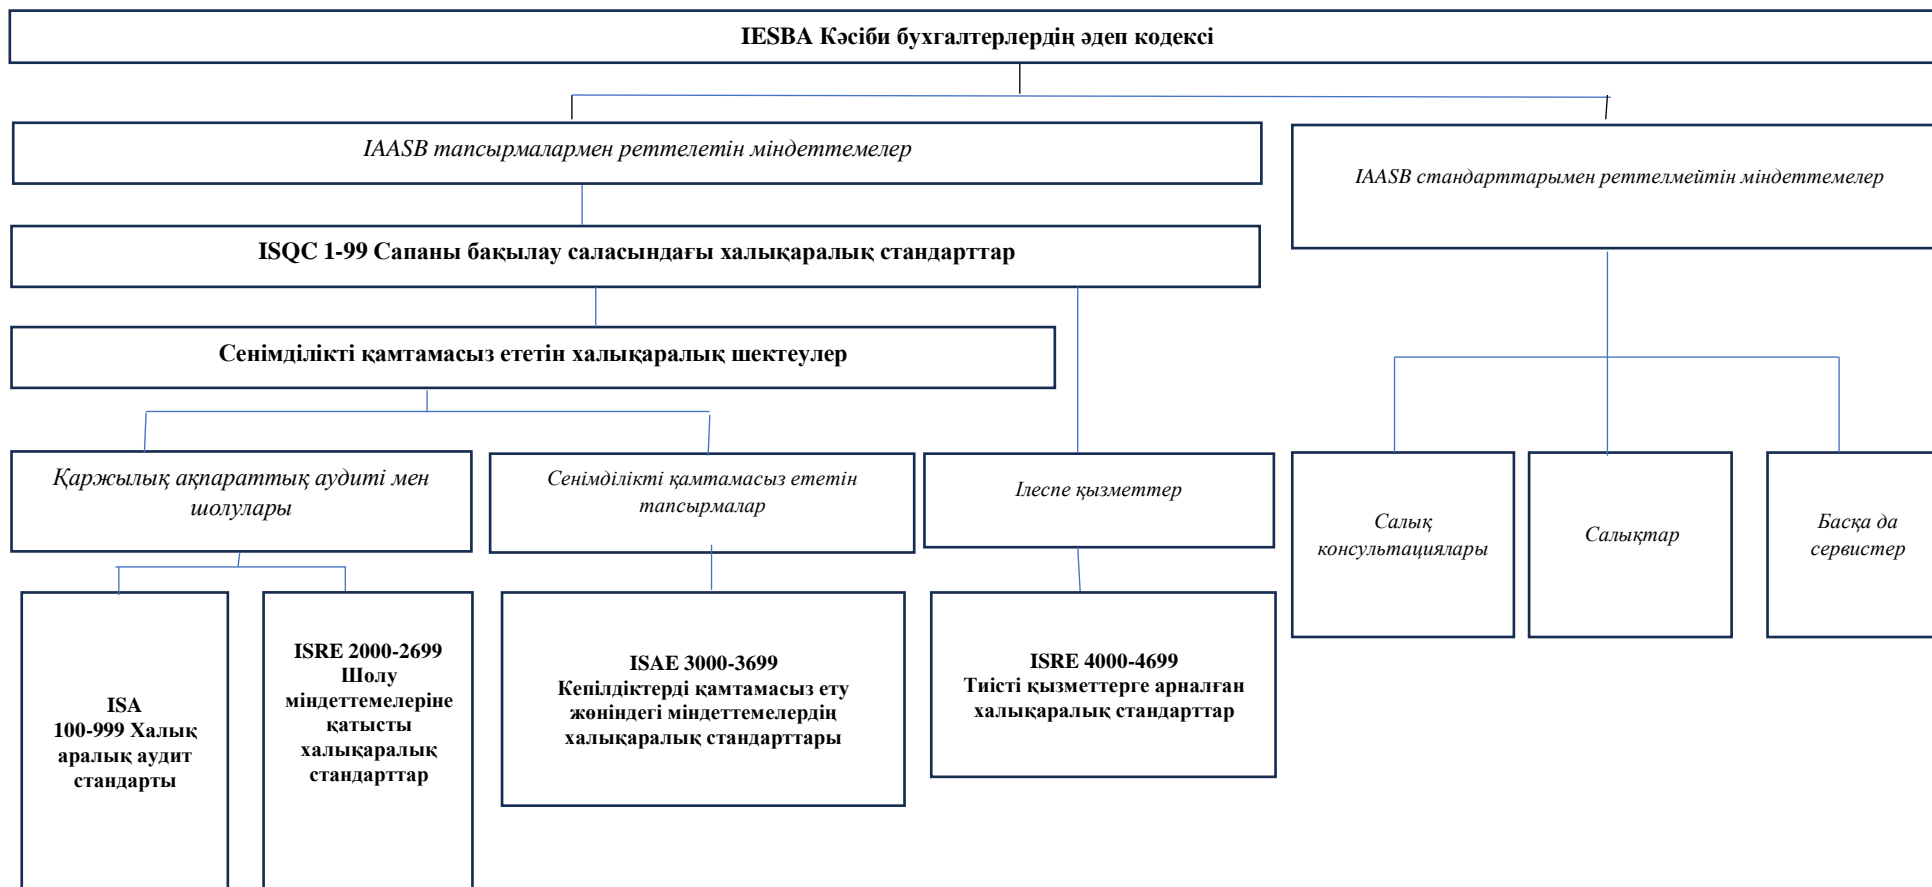 IESBA Кәсіби бухгалтерлердің әдеп кодексі
IAASB тапсырмалармен реттелетін міндеттемелер
IAASB стандарттарымен реттелмейтін міндеттемелер
ISQC 1-99 Сапаны бақылау саласындағы халықаралық стандарттар
Сенімділікті қамтамасыз ететін халықаралық шектеулер
Қаржылық ақпараттық аудиті мен
шолулары
Сенімділікті қамтамасыз ететін
тапсырмалар
Ілеспе қызметтер
Салық
консультациялары
Салықтар
Басқа да
сервистер
ISA
100-999 Халық
аралық аудит
стандарты
ISRE 2000-2699
Шолу
міндеттемелеріне
қатысты
халықаралық
стандарттар
ISAE 3000-3699
Кепілдіктерді қамтамасыз ету
жөніндегі міндеттемелердің
халықаралық стандарттары
ISRE 4000-4699
Тиісті қызметтерге арналған
халықаралық стандарттар